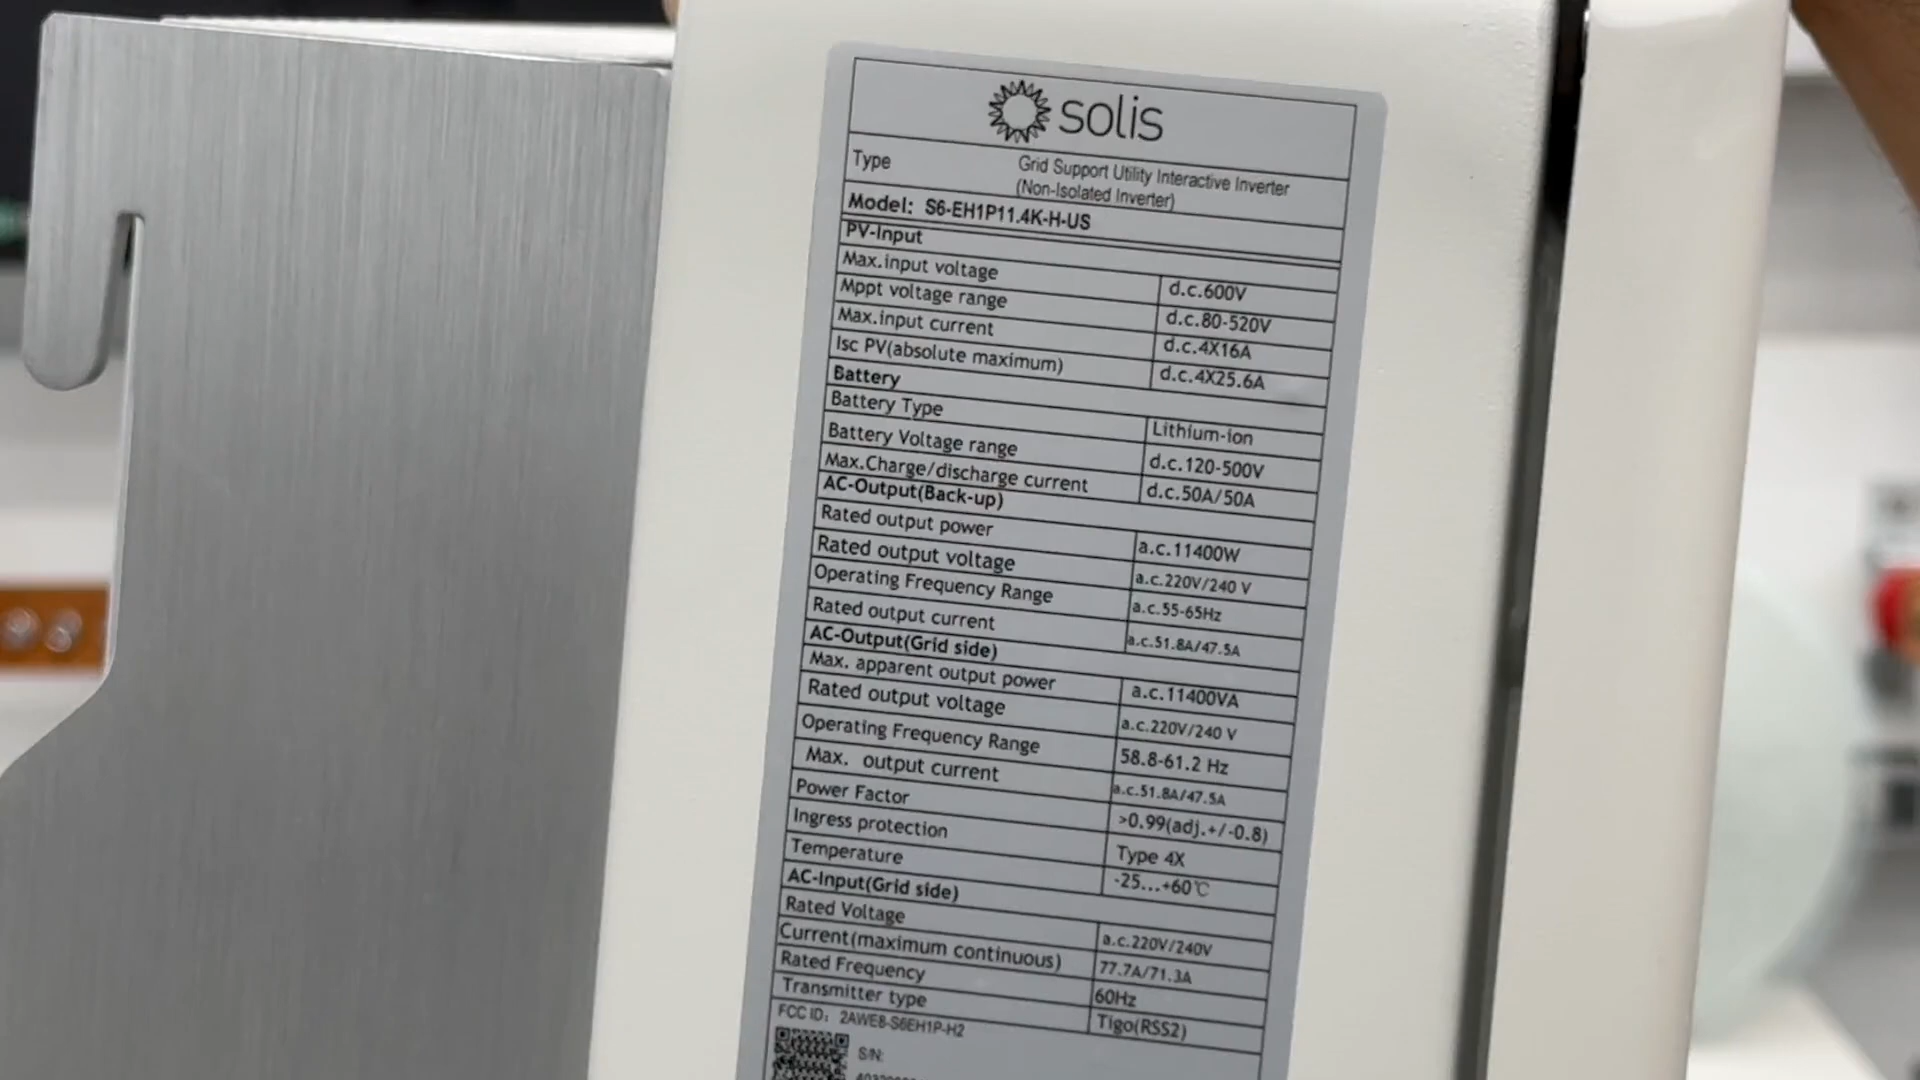 solis
Type Grid Support Utility Interactive Inverter
(Non-Isolated Inverter)
Model: S6-EH1P11.4K-H-US
PV-Input
Max.input voltage d.c.600V
Mppt voltage range d.c.80-520V
Max.input current d.c.4X16A
Isc PV(absolute maximum) d.c.4X25.6A
Battery
Battery Type Lithium-ion
Battery Voltage range d.c.120-500V
Max.Charge/discharge current d.c.50A/50A
AC-Output(Back-up)
Rated output power a.c.11400W
Rated output voltage a.c.220V/240 V
Operating Frequency Range a.c.55-65Hz
Rated output current a.c.51.8A/47.5A
AC-Output(Grid side)
Max. apparent output power a.c.11400VA
Rated output voltage a.c.220V/240 V
Operating Frequency Range 58.8-61.2 Hz
Max. output current a.c.51.8A/47.5A
Power Factor >0.99(adj.+/-0.8)
Ingress protection Type 4X
Temperature -25...+60℃
AC-Input(Grid side)
Rated Voltage a.c.220V/240V
Current(maximum continuous) 77.7A/71.3A
Rated Frequency 60Hz
Transmitter type Tigo(RSS2)
FCC ID: 2AWEB-S6EH1P-H2
S/N: